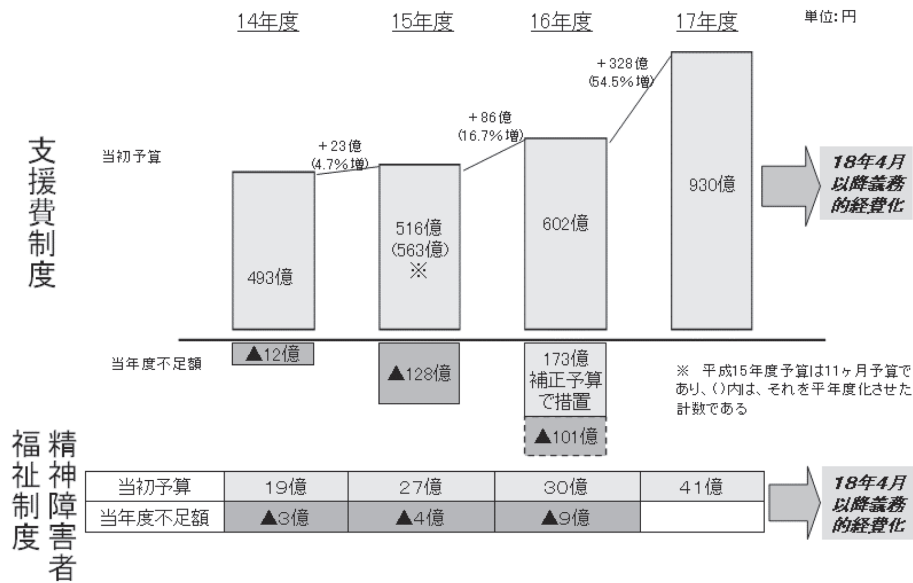 14年度 15年度 16年度 17年度 単位:円
支援費制度
当初予算
+23億
(4.7%増)
+86億
(16.7%増)
+328億
(54.5%増)
493億
516億
(563億)
※
602億
930億
18年4月
以降義務
的経費化
当年度不足額
▲12億
▲128億
173億
補正予算
で措置
▲101億
※ 平成15年度予算は11ヶ月予算で
あり、()内は、それを平年度化させた
計数である
精神障害者
福祉制度
当初予算 19億 27億 30億 41億
当年度不足額 ▲3億 ▲4億 ▲9億
18年4月
以降義務
的経費化